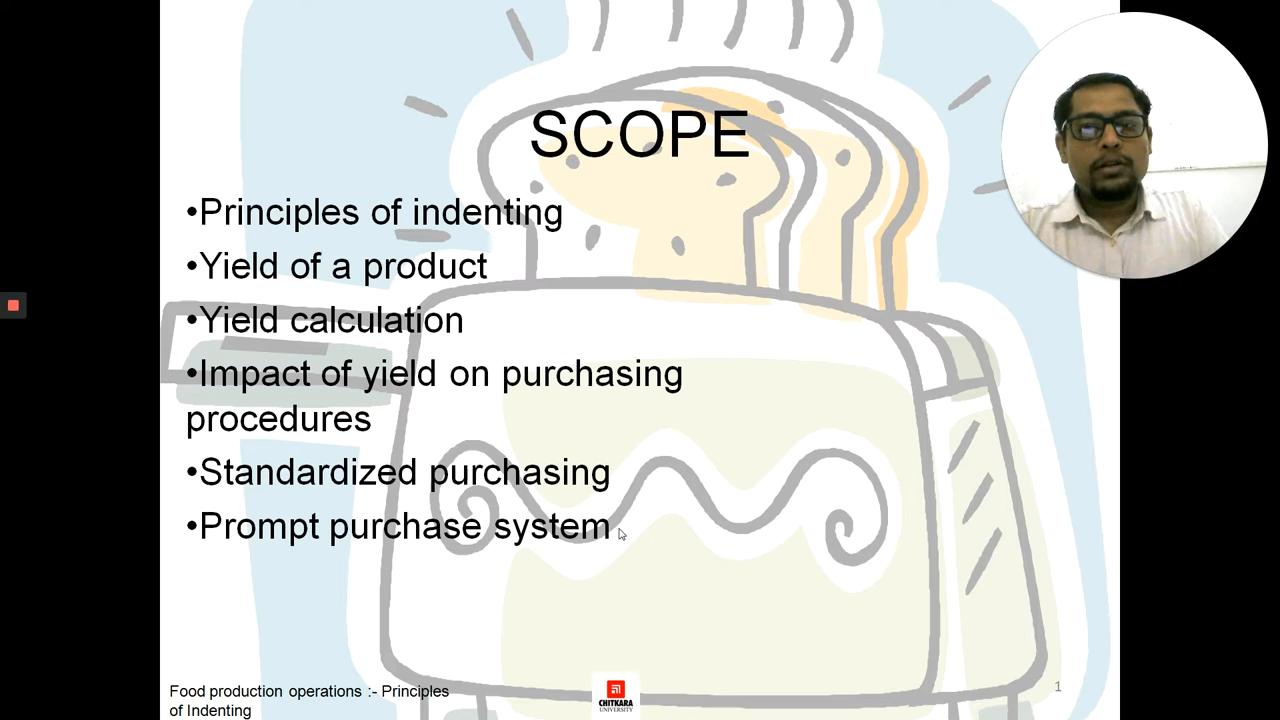 SCOPE
•Principles of indenting
•Yield of a product
•Yield calculation
•Impact of yield on purchasing
procedures
•Standardized purchasing
•Prompt purchase system
Food production operations :- Principles
of Indenting
CHITKARA
UNIVERSITY
1